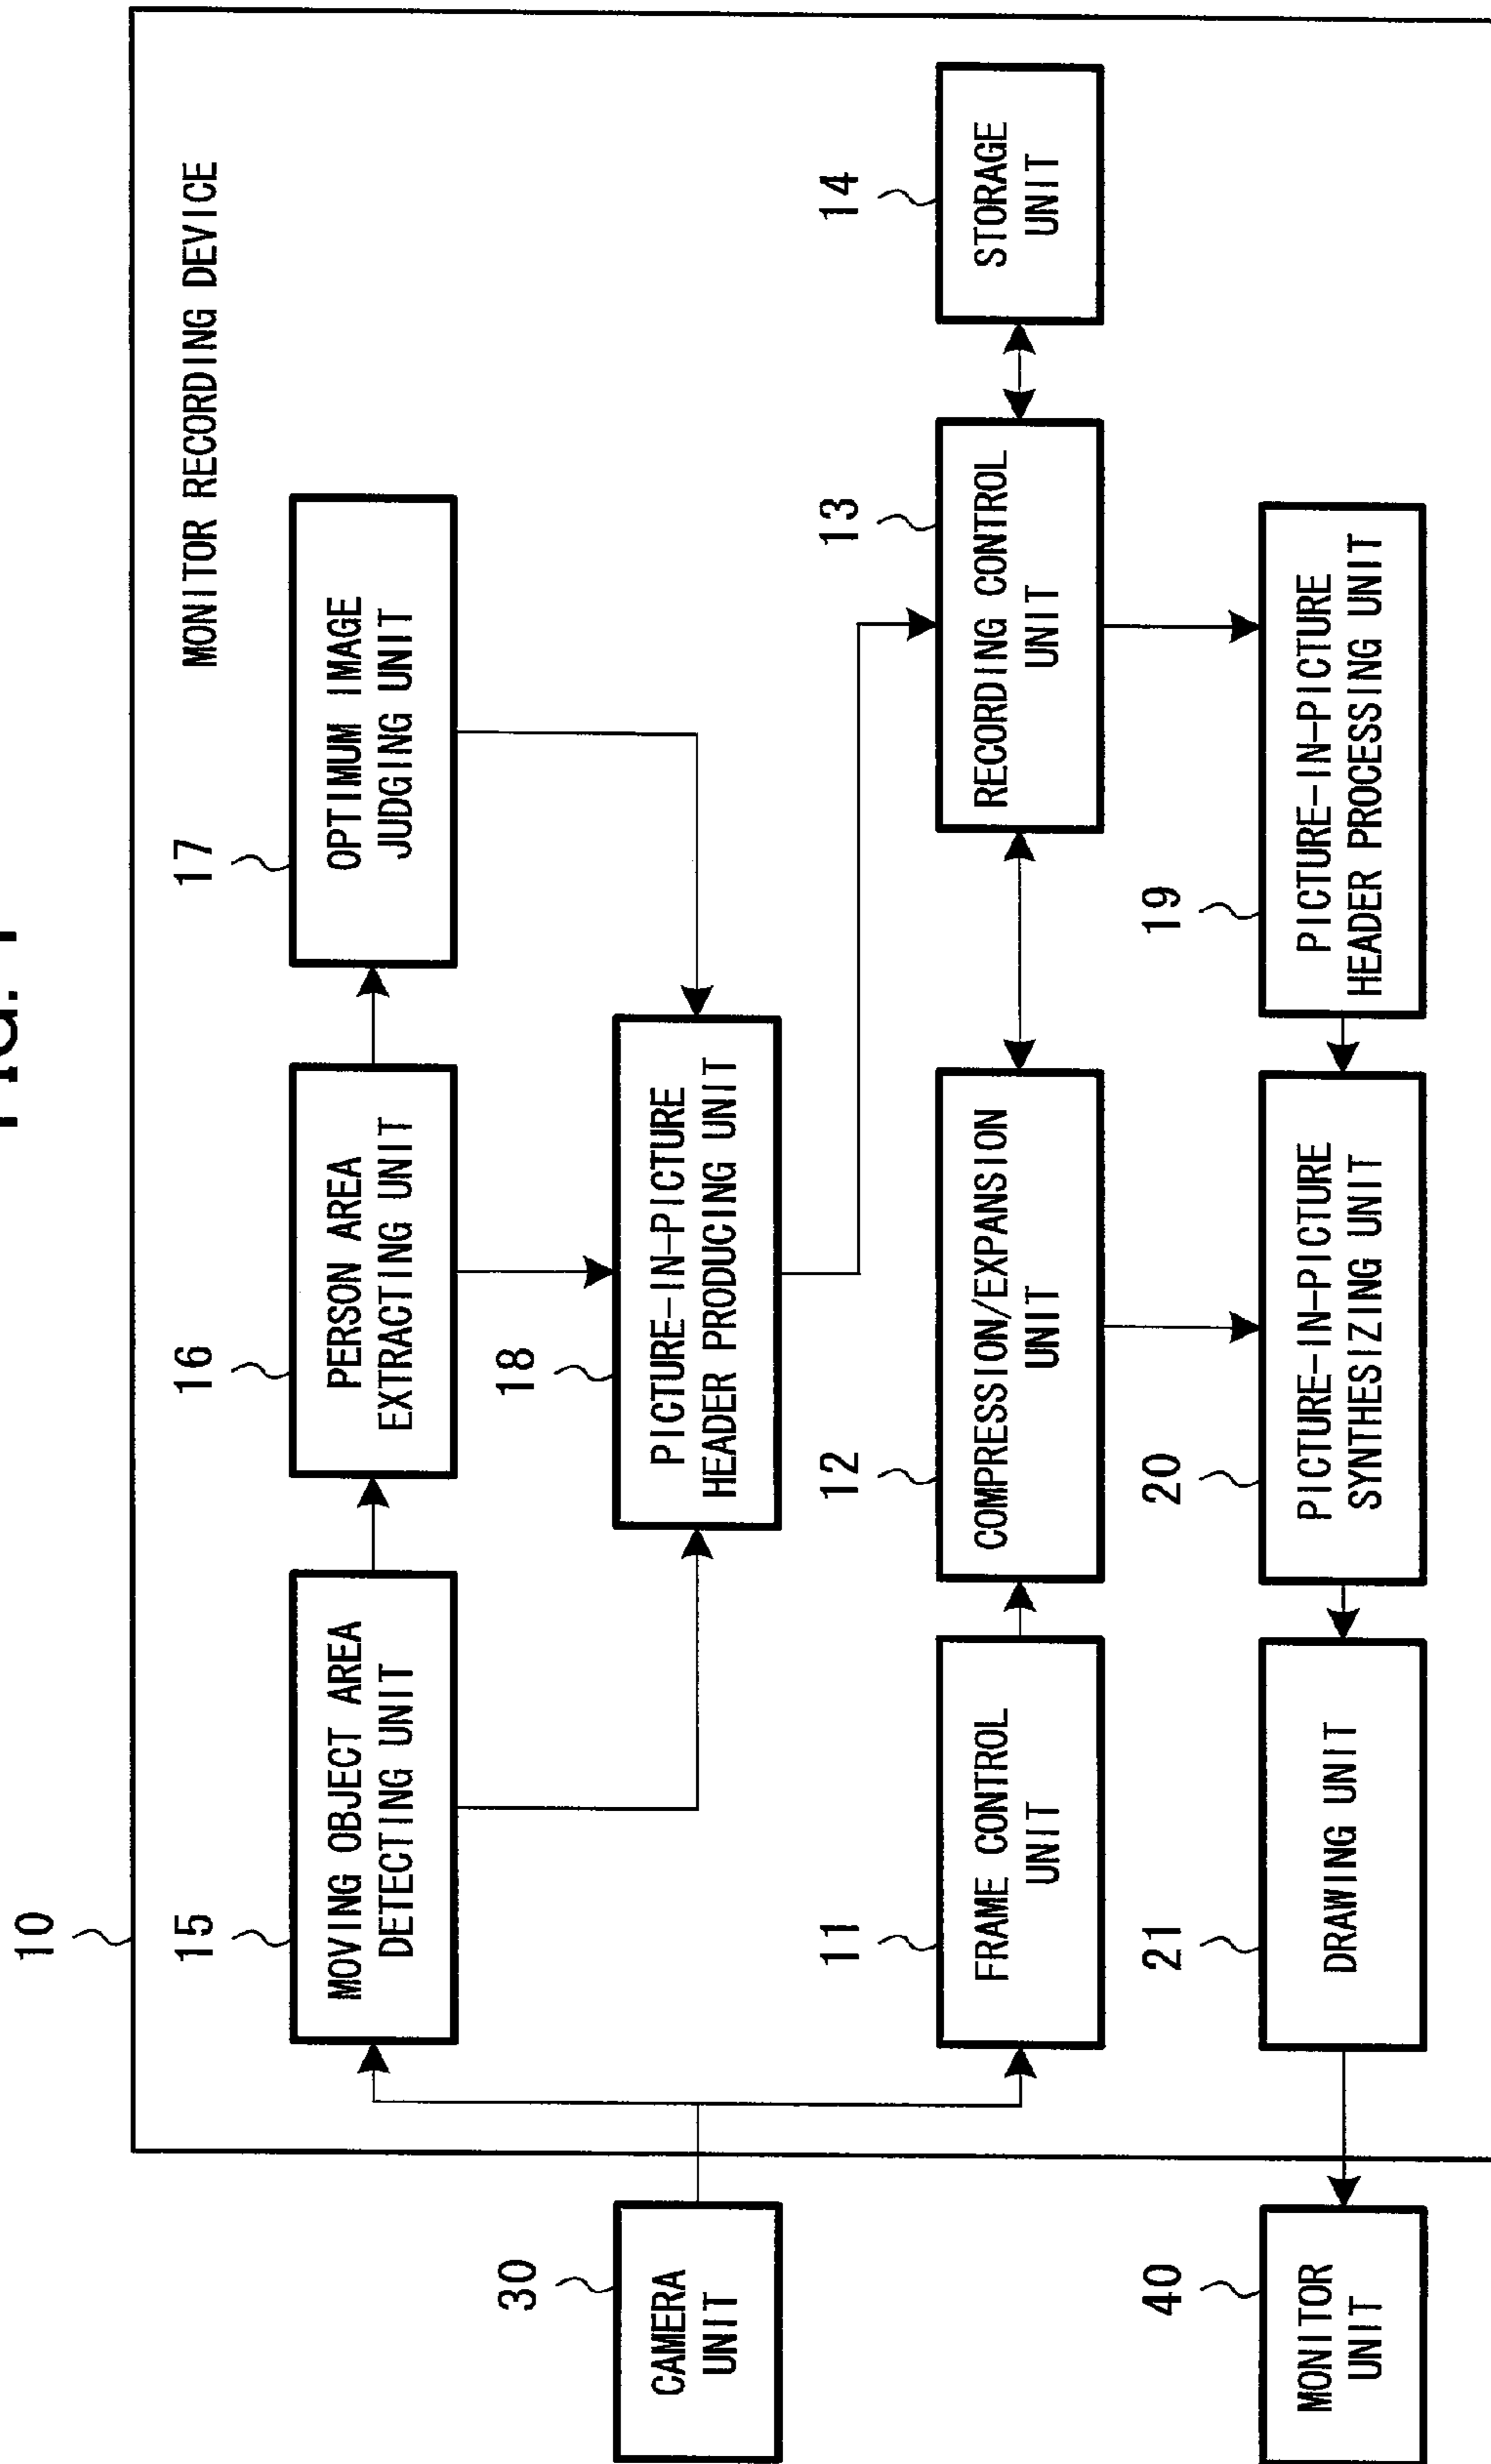 FIG. 1
10
MONITOR RECORDING DEVICE
15
16
17
MOVING OBJECT AREA
DETECTING UNIT
PERSON AREA
EXTRACTING UNIT
OPTIMUM IMAGE
JUDGING UNIT
30
18
CAMERA
UNIT
PICTURE-IN-PICTURE
HEADER PRODUCING UNIT
11
12
13
14
FRAME CONTROL
UNIT
COMPRESSION/EXPANSION
UNIT
RECORDING CONTROL
UNIT
STORAGE
UNIT
40
21
20
19
MONITOR
UNIT
DRAWING UNIT
PICTURE-IN-PICTURE
SYNTHESIZING UNIT
PICTURE-IN-PICTURE
HEADER PROCESSING UNIT